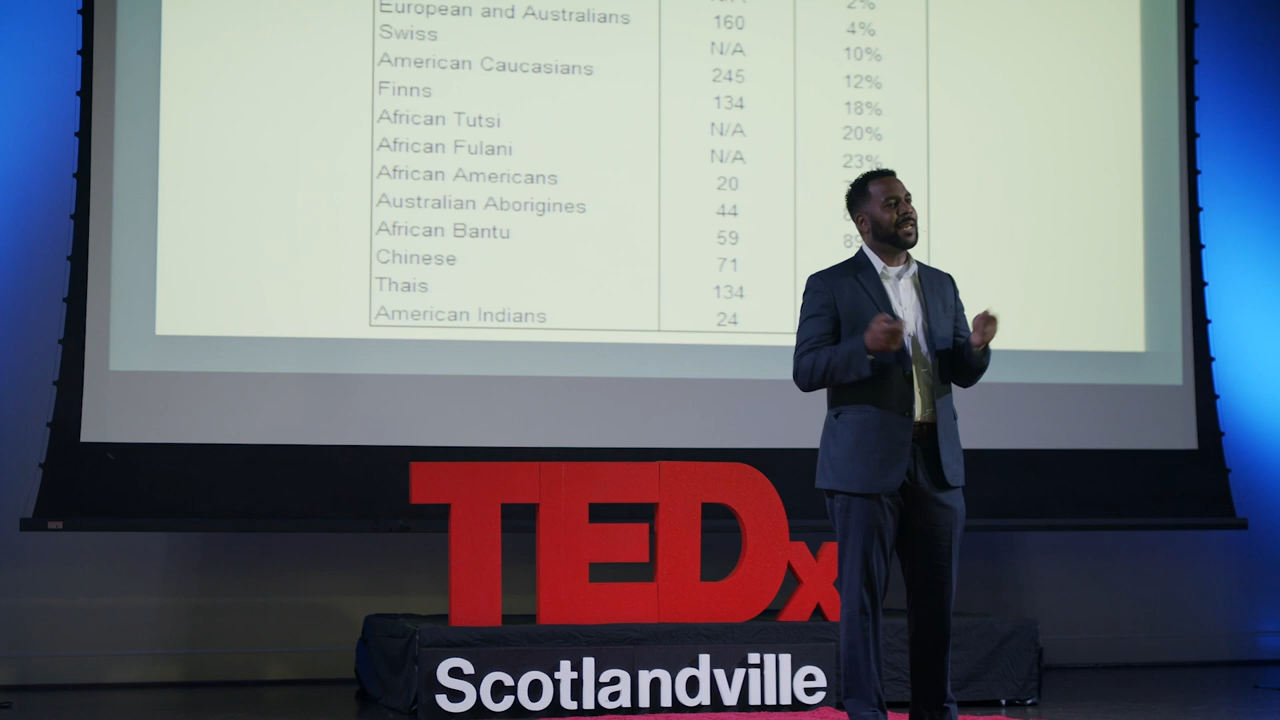 European and Australians 160 4%
Swiss N/A 10%
American Caucasians 245 12%
Finns 134 18%
African Tutsi N/A 20%
African Fulani N/A 23%
African Americans 20
Australian Aborigines 44
African Bantu 59
Chinese 71
Thais 134
American Indians 24
TEDx
Scotlandville